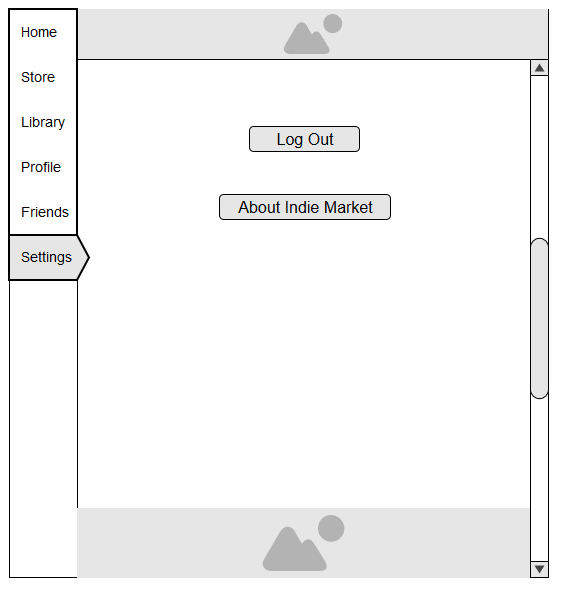 Home
Store
Library
Profile
Friends
Settings
Log Out
About Indie Market